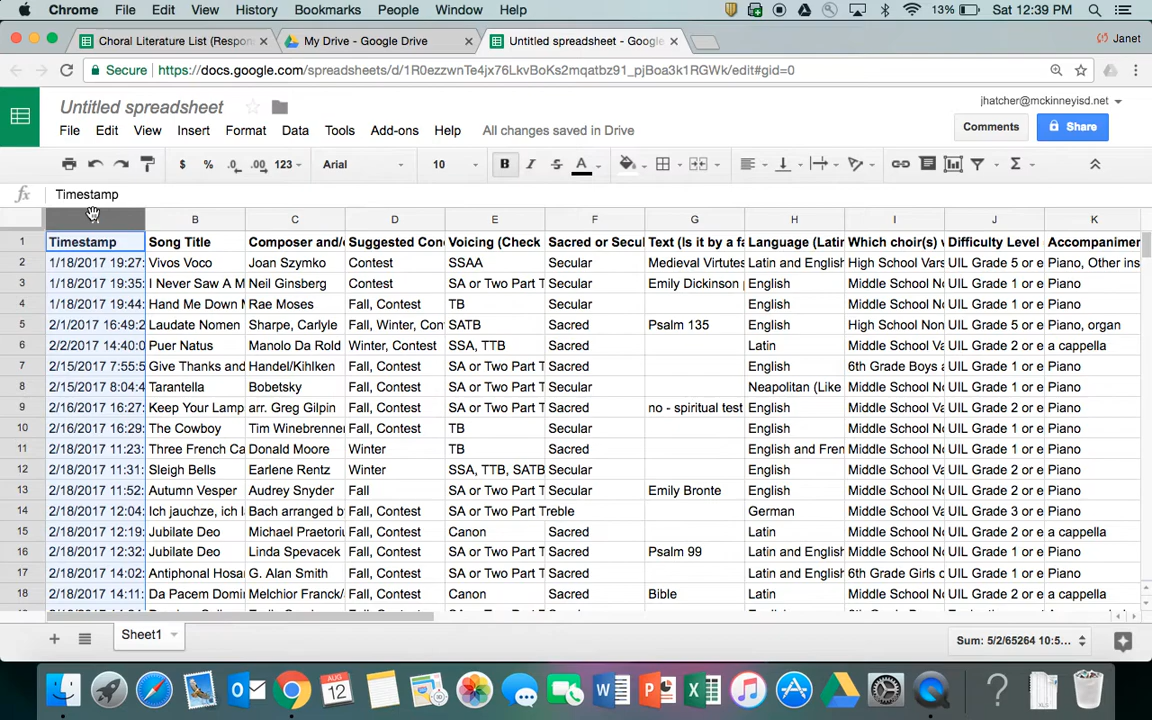 Chrome File Edit View History Bookmarks People Window Help 13% Sat 12:39 PM
Choral Literature List (Respon × My Drive - Google Drive × Untitled spreadsheet - Google × Janet
Secure https://docs.google.com/spreadsheets/d/1R0ezzwnTe4jx76LkvBoKs2mqatbz91_pjBoa3k1RGWk/edit#gid=0
Untitled spreadsheet jhatcher@mckinneyisd.net
File Edit View Insert Format Data Tools Add-ons Help All changes saved in Drive Comments Share
$ % .0 .00 123 Arial 10 B I S A Σ
fx Timestamp
B C D E F G H I J K
1 Timestamp Song Title Composer and/ Suggested Con Voicing (Check Sacred or Secul Text (Is it by a fa Language (Latin Which choir(s) v Difficulty Level Accompanimer
2 1/18/2017 19:27: Vivos Voco Joan Szymko Contest SSAA Secular Medieval Virtutes Latin and English High School Vars UIL Grade 5 or e Piano, Other ins
3 1/18/2017 19:35: I Never Saw A M Neil Ginsberg Contest SA or Two Part T Secular Emily Dickinson English Middle School No UIL Grade 1 or e Piano
4 1/18/2017 19:44: Hand Me Down M Rae Moses Fall, Contest TB Secular English Middle School No UIL Grade 1 or e Piano
5 2/1/2017 16:49:2 Laudate Nomen Sharpe, Carlyle Fall, Winter, Con SATB Sacred Psalm 135 English High School Non UIL Grade 5 or e Piano, organ
6 2/2/2017 14:40:0 Puer Natus Manolo Da Rold Winter, Contest SSA, TTB Sacred Latin Middle School Va UIL Grade 2 or e a cappella
7 2/15/2017 7:55:5 Give Thanks and Handel/Kihlken Fall, Contest SA or Two Part T Sacred English 6th Grade Boys a UIL Grade 1 or e Piano
8 2/15/2017 8:04:4 Tarantella Bobetsky Fall, Contest SA or Two Part T Secular Neapolitan (Like Middle School No UIL Grade 1 or e Piano
9 2/16/2017 16:27: Keep Your Lamp arr. Greg Gilpin Fall, Contest SA or Two Part T Sacred no - spiritual test English Middle School Va UIL Grade 2 or e Piano
10 2/16/2017 16:29: The Cowboy Tim Winebrenner Fall, Contest TB Secular English Middle School No UIL Grade 1 or e Piano
11 2/18/2017 11:23: Three French Ca Donald Moore Winter TB Secular English and Fren Middle School No UIL Grade 1 or e Piano
12 2/18/2017 11:31: Sleigh Bells Earlene Rentz Winter SSA, TTB, SATB Secular English Middle School Va UIL Grade 2 or e Piano
13 2/18/2017 11:52: Autumn Vesper Audrey Snyder Fall SA or Two Part T Secular Emily Bronte English Middle School No UIL Grade 2 or e Piano
14 2/18/2017 12:04: Ich jauchze, ich l Bach arranged b Fall, Contest SA or Two Part Treble German Middle School Va UIL Grade 3 or e Piano
15 2/18/2017 12:19: Jubilate Deo Michael Praetori Fall, Contest Canon Sacred Latin Middle School No UIL Grade 2 or e a cappella
16 2/18/2017 12:32: Jubilate Deo Linda Spevacek Fall, Contest SA or Two Part T Sacred Psalm 99 Latin and English Middle School No UIL Grade 1 or e Piano
17 2/18/2017 14:02: Antiphonal Hosa G. Alan Smith Fall, Contest SA or Two Part T Sacred Latin and English 6th Grade Girls c UIL Grade 1 or e Piano
18 2/18/2017 14:11: Da Pacem Domi Melchior Franck/ Fall, Contest Canon Sacred Bible Latin Middle School No UIL Grade 2 or e a cappella
Sheet1 Sum: 5/2/65264 10:5...
AUG 12